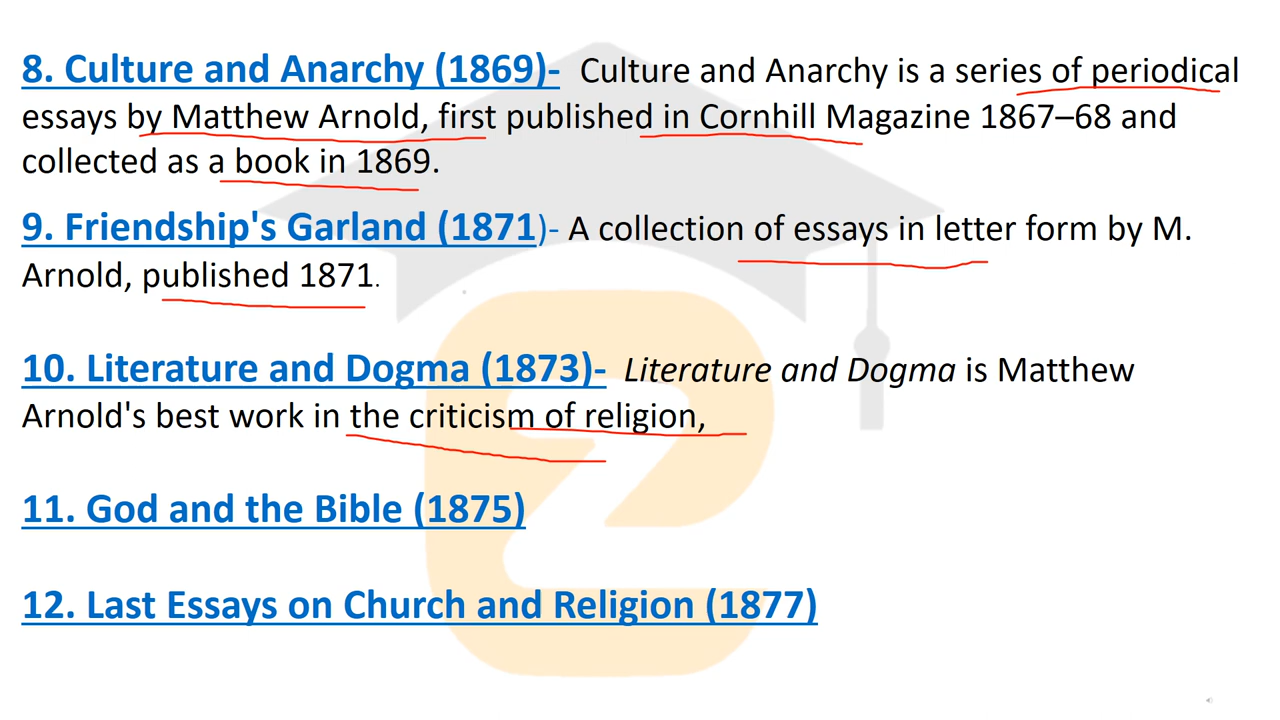 8. Culture and Anarchy (1869)- Culture and Anarchy is a series of periodical
essays by Matthew Arnold, first published in Cornhill Magazine 1867–68 and
collected as a book in 1869.
9. Friendship's Garland (1871)- A collection of essays in letter form by M.
Arnold, published 1871.
10. Literature and Dogma (1873)- Literature and Dogma is Matthew
Arnold's best work in the criticism of religion,
11. God and the Bible (1875)
12. Last Essays on Church and Religion (1877)